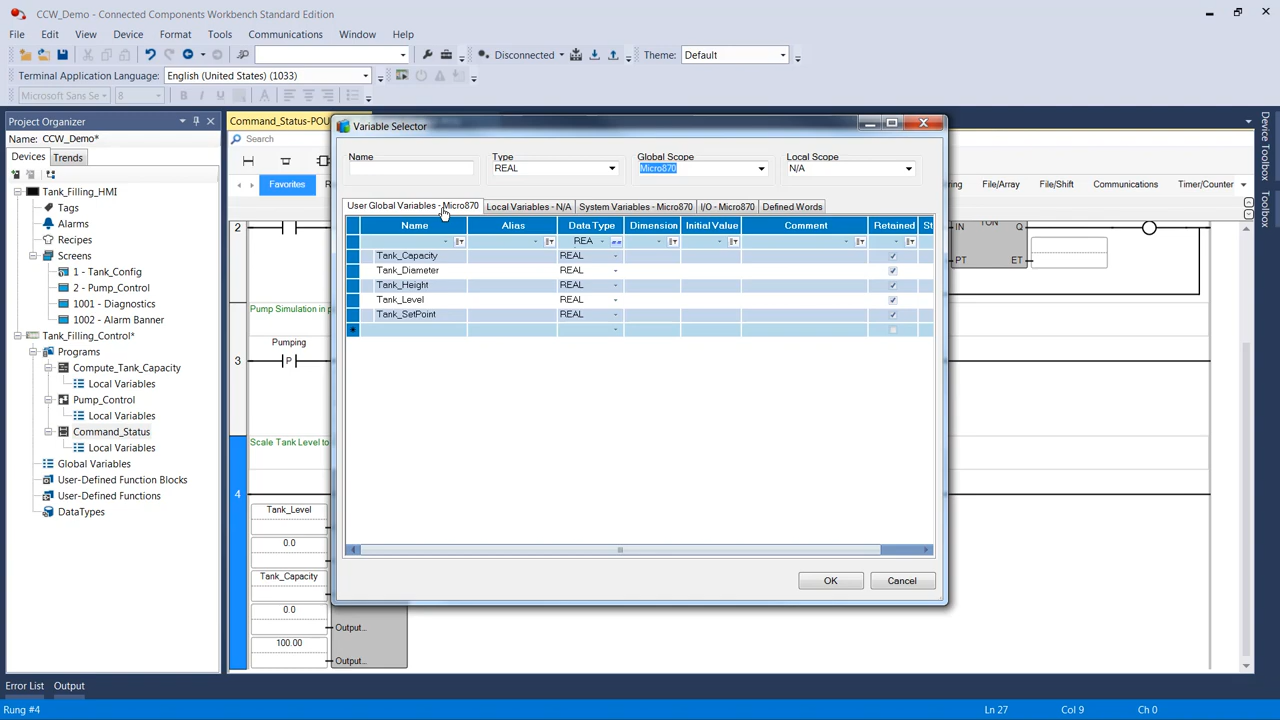 CCW_Demo - Connected Components Workbench Standard Edition
File Edit View Device Format Tools Communications Window Help
Disconnected Theme: Default
Terminal Application Language: English (United States) (1033)
Microsoft Sans Se 8
Project Organizer
Name: CCW_Demo*
Devices Trends
Tank_Filling_HMI
Tags
Alarms
Recipes
Screens
1 - Tank_Config
2 - Pump_Control
1001 - Diagnostics
1002 - Alarm Banner
Tank_Filling_Control*
Programs
Compute_Tank_Capacity
Local Variables
Pump_Control
Local Variables
Command_Status
Local Variables
Global Variables
User-Defined Function Blocks
User-Defined Functions
DataTypes
Command_Status-POU
Search
Favorites
ing File/Array Communications Timer/Counter
2
IN TON Q
PT ET
Pump Simulation in p
Pumping
3 P
Scale Tank Level to
4
Tank_Level
0.0
Tank_Capacity
0.0
Output...
100.00
Output...
Variable Selector
Name Type Global Scope Local Scope
REAL Micro870 N/A
User Global Variables - Micro870 Local Variables - N/A System Variables - Micro870 I/O - Micro870 Defined Words
Name Alias Data Type Dimension Initial Value Comment Retained St
REA
Tank_Capacity REAL
Tank_Diameter REAL
Tank_Height REAL
Tank_Level REAL
Tank_SetPoint REAL
OK Cancel
Device Toolbox
Toolbox
Error List Output
Rung #4 Ln 27 Col 9 Ch 0